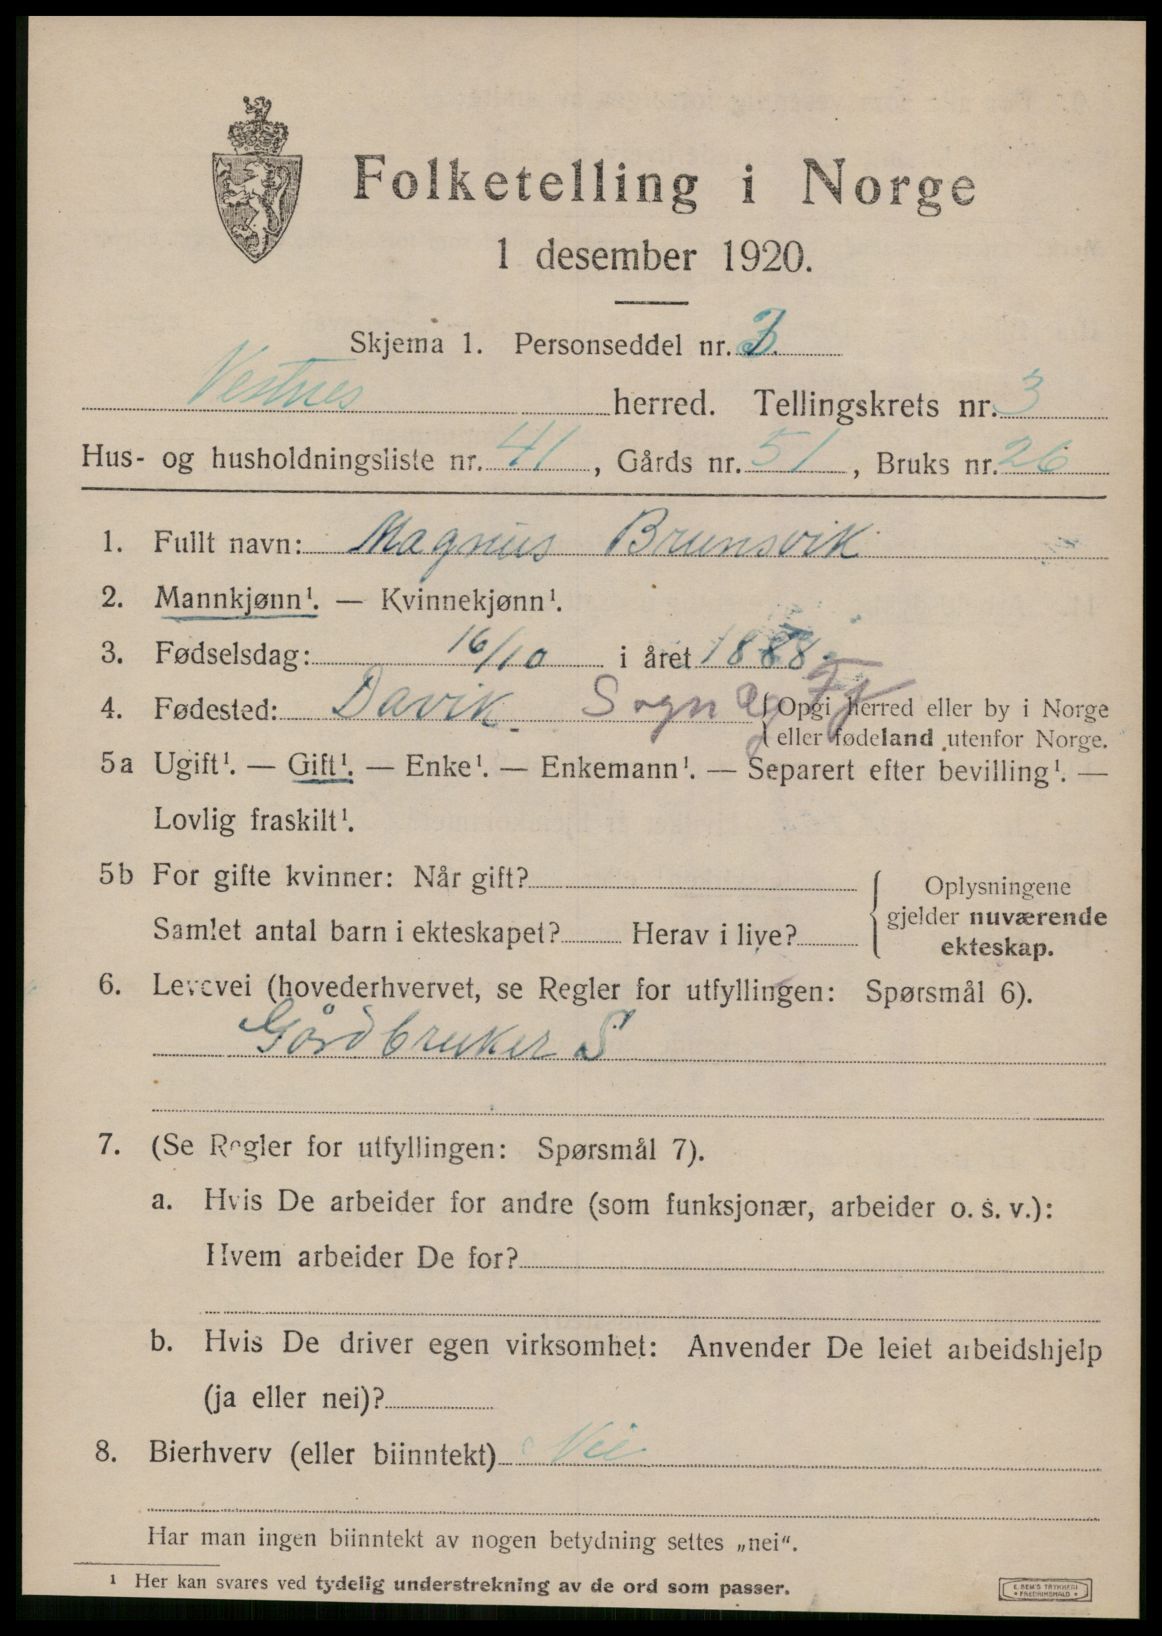 Folketelling i Norge
1 desember 1920.
Skjema 1. Personseddel nr.
Vestnes herred. Tellingskrets nr. 3
Hus- og husholdningsliste nr. 41, Gårds nr. 51, Bruks nr. 26
1. Fullt navn: Magnus Brunsvik
2. Mannkjønn¹. — Kvinnekjønn¹.
3. Fødselsdag: 16/10 i året 1888.
4. Fødested: Davik. Sogn og Fj { Opgi herred eller by i Norge
eller fødeland utenfor Norge.
5a Ugift¹. — Gift¹. — Enke¹. — Enkemann¹. — Separert efter bevilling¹. —
Lovlig fraskilt¹.
5b For gifte kvinner: Når gift?
Samlet antal barn i ekteskapet? Herav i live?
{ Oplysningene
gjelder nuværende
ekteskap.
6. Levevei (hovederhvervet, se Regler for utfyllingen: Spørsmål 6).
Gårdbruker S
7. (Se Regler for utfyllingen: Spørsmål 7).
a. Hvis De arbeider for andre (som funksjonær, arbeider o. s. v.):
Hvem arbeider De for?
b. Hvis De driver egen virksomhet: Anvender De leiet arbeidshjelp
(ja eller nei)?
8. Bierhverv (eller biinntekt) Nei
Har man ingen biinntekt av nogen betydning settes „nei“.
¹ Her kan svares ved tydelig understrekning av de ord som passer.
E. SEM'S TRYKKERI
FREDRIKSHALD